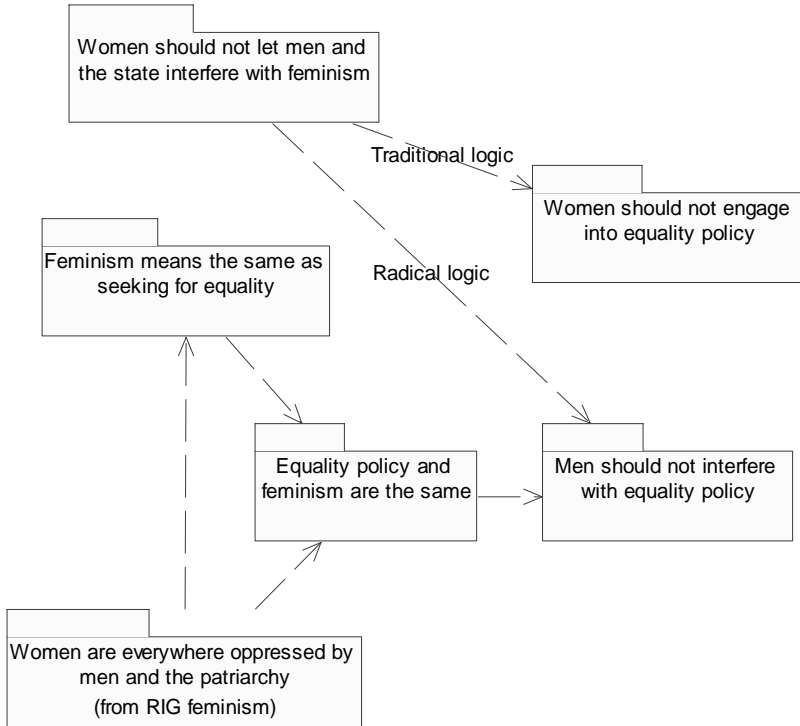 Women should not let men and
the state interfere with feminism
Traditional logic
Women should not engage
into equality policy
Feminism means the same as
seeking for equality
Radical logic
Equality policy and
feminism are the same
Men should not interfere
with equality policy
Women are everywhere oppressed by
men and the patriarchy
(from RIG feminism)